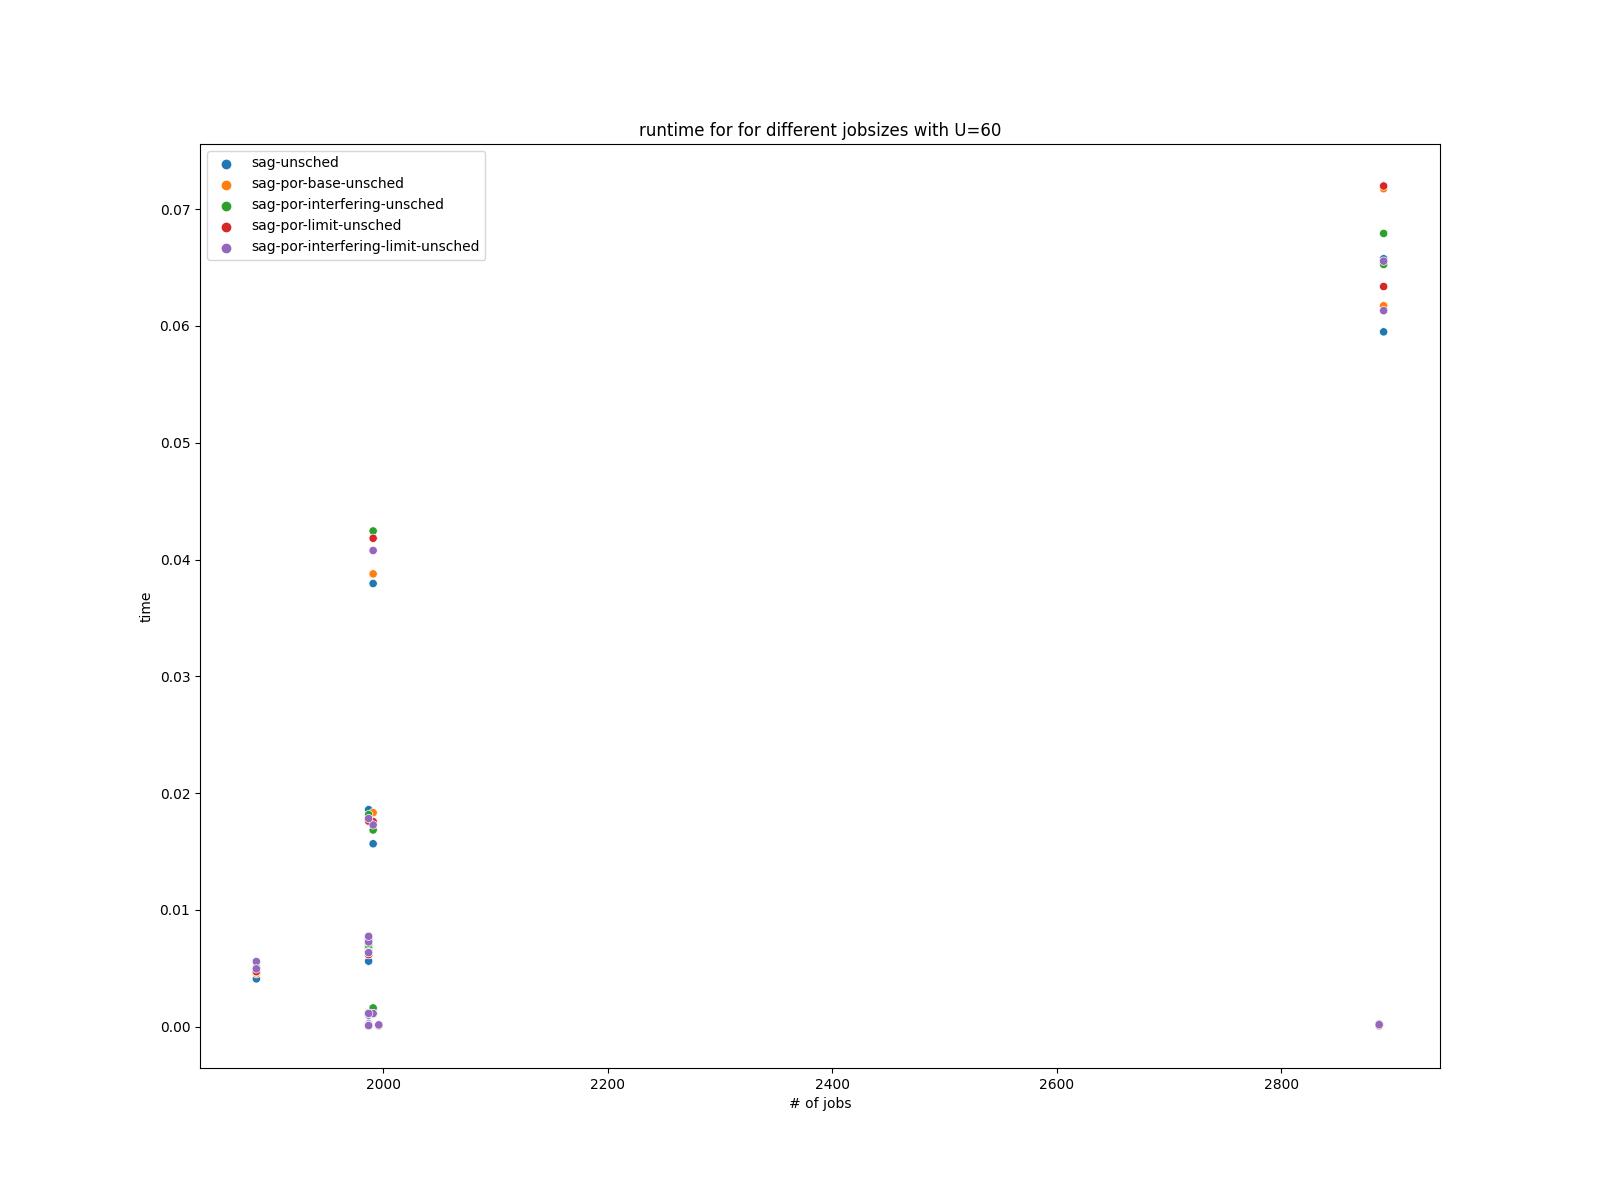 runtime for for different jobsizes with U=60
sag-unsched
sag-por-base-unsched
sag-por-interfering-unsched
sag-por-limit-unsched
sag-por-interfering-limit-unsched
0.07
0.06
0.05
0.04
0.03
0.02
0.01
0.00
time
2000 2200 2400 2600 2800
# of jobs